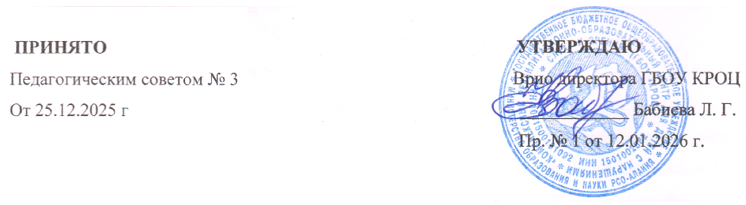 ПРИНЯТО
Педагогическим советом № 3
От 25.12.2025 г
УТВЕРЖДАЮ
Врио директора ГБОУ КРОЦ
Бабиева Л. Г.
Пр. № 1 от 12.01.2026 г.